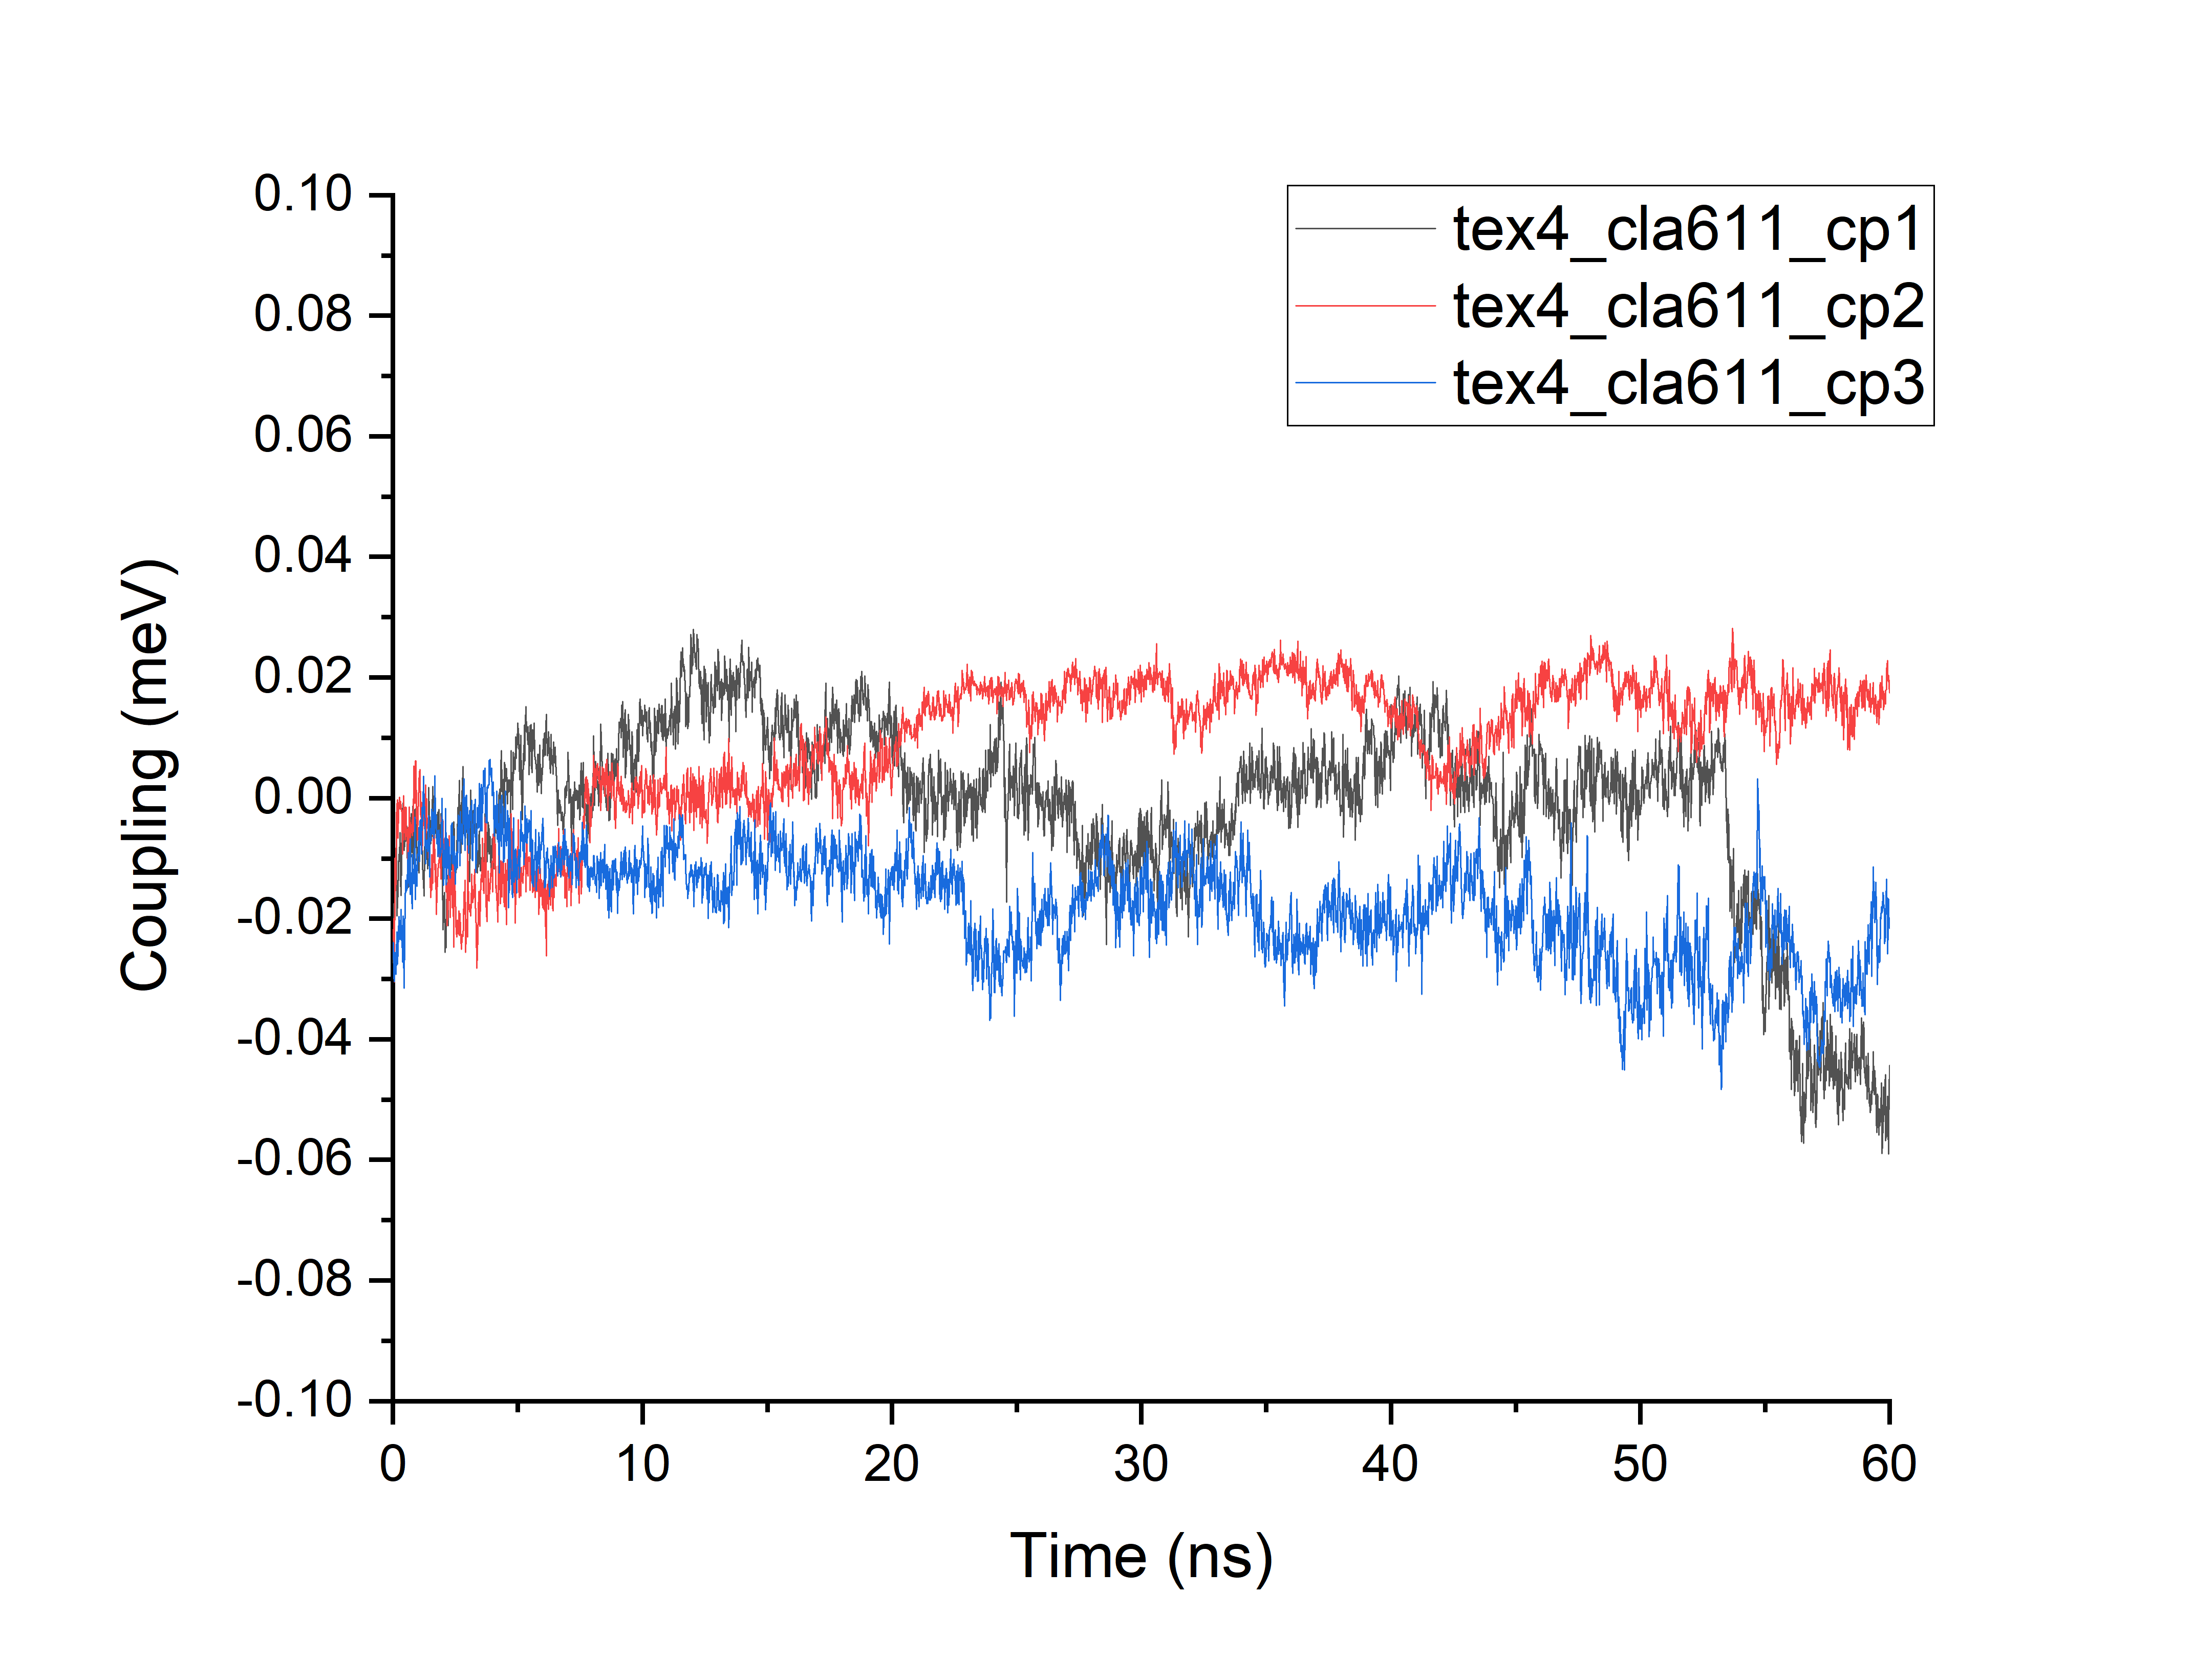 tex4_cla611_cp1
tex4_cla611_cp2
tex4_cla611_cp3
0.10
0.08
0.06
0.04
0.02
0.00
-0.02
-0.04
-0.06
-0.08
-0.10
Coupling (meV)
0 10 20 30 40 50 60
Time (ns)